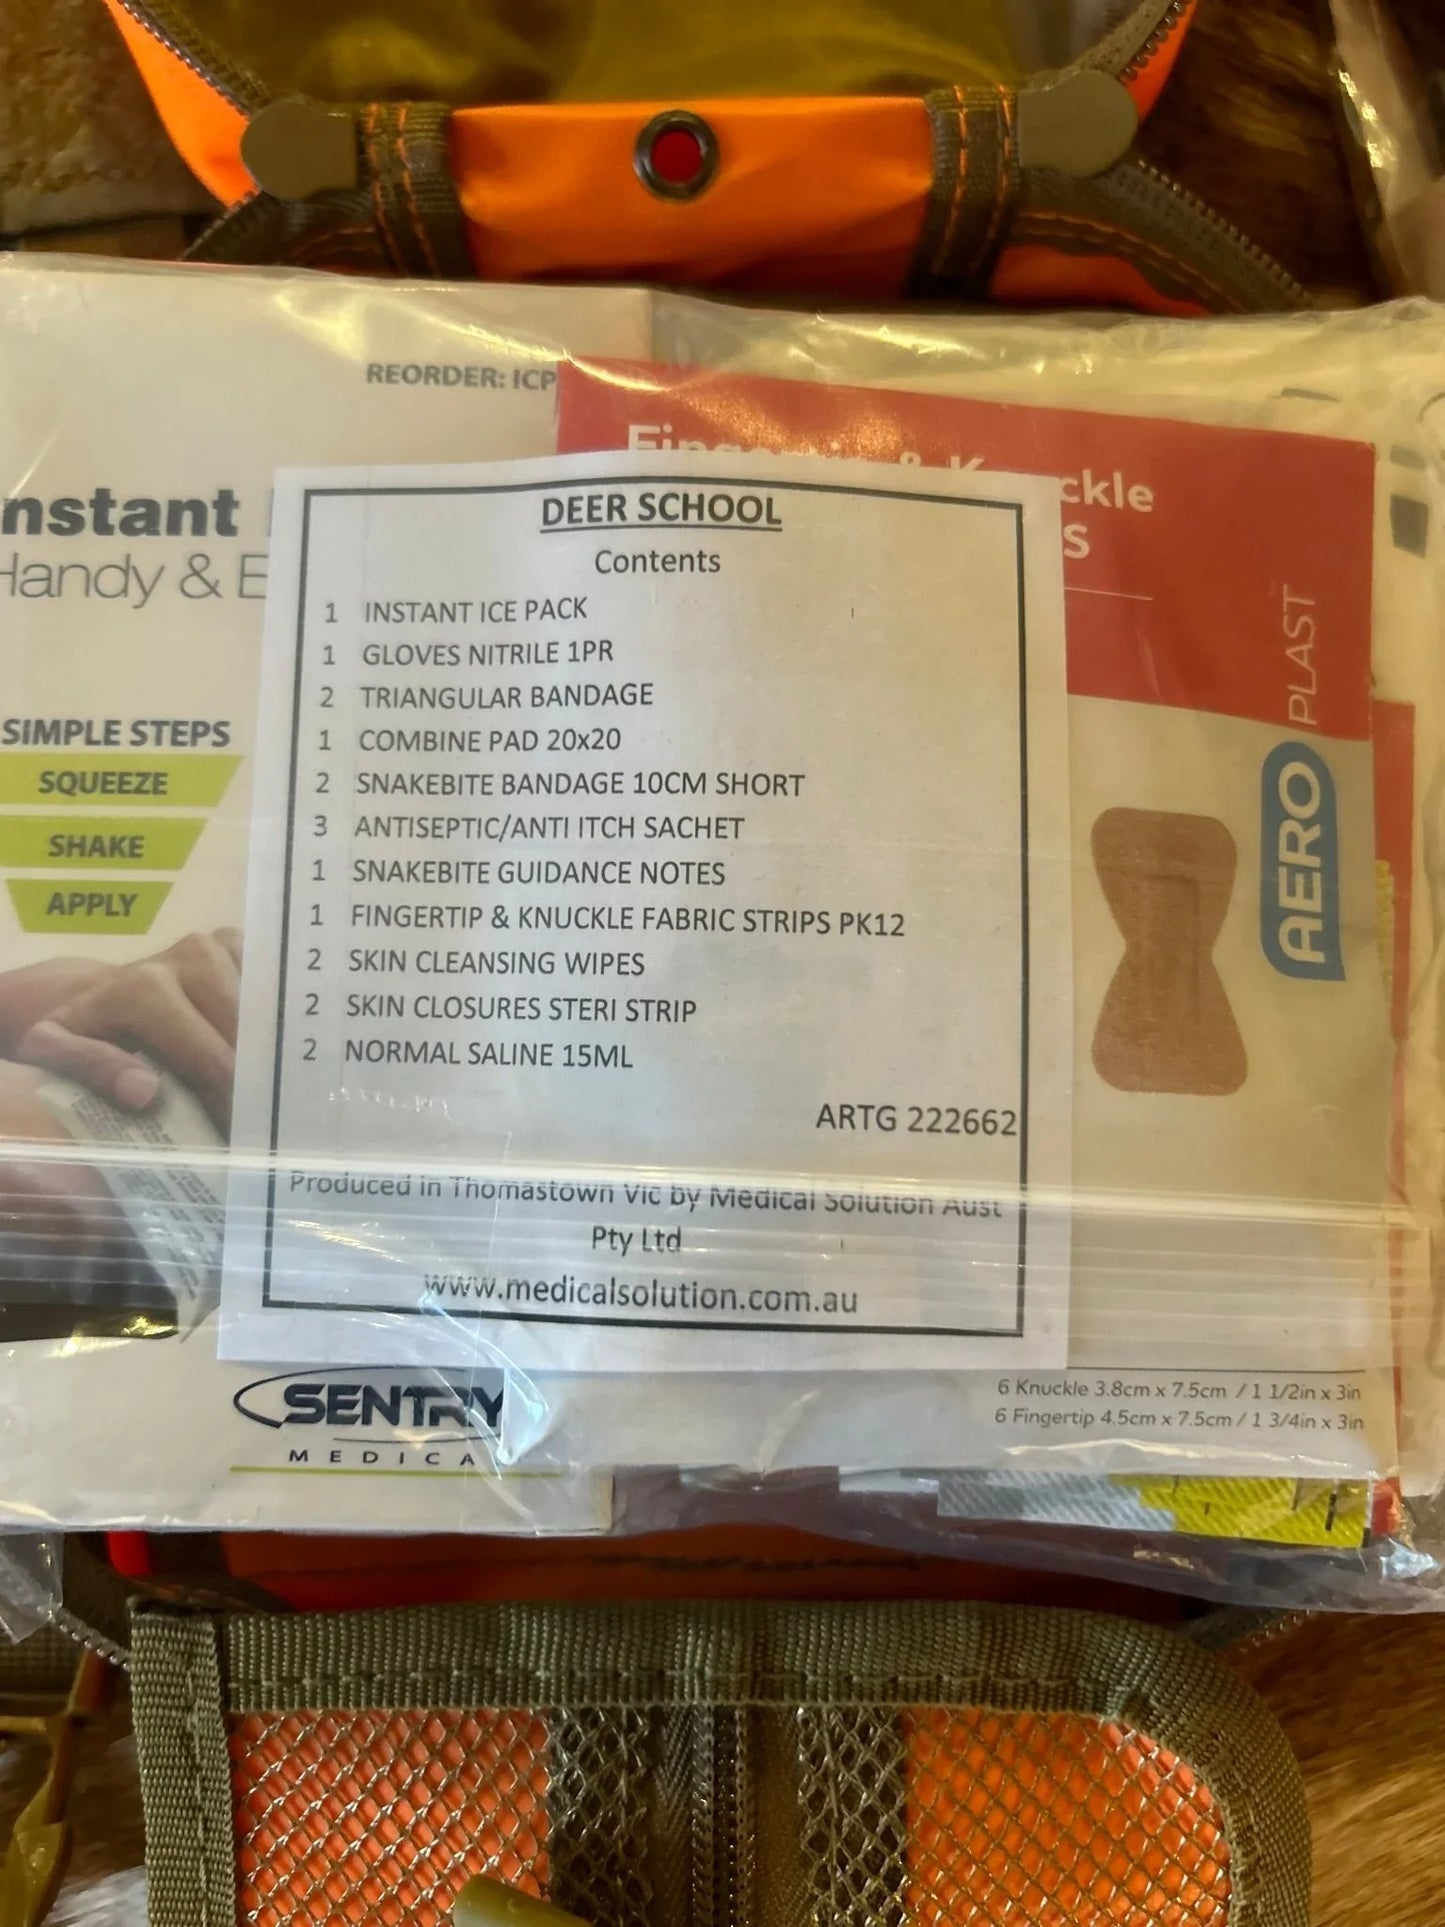 REORDER: ICP
Fingertip & Knuckle
s
nstant
Handy & E
SIMPLE STEPS
SQUEEZE
SHAKE
APPLY
DEER SCHOOL
Contents
1 INSTANT ICE PACK
1 GLOVES NITRILE 1PR
2 TRIANGULAR BANDAGE
1 COMBINE PAD 20x20
2 SNAKEBITE BANDAGE 10CM SHORT
3 ANTISEPTIC/ANTI ITCH SACHET
1 SNAKEBITE GUIDANCE NOTES
1 FINGERTIP & KNUCKLE FABRIC STRIPS PK12
2 SKIN CLEANSING WIPES
2 SKIN CLOSURES STERI STRIP
2 NORMAL SALINE 15ML
ARTG 222662
Produced in Thomastown Vic by Medical Solution Aust
Pty Ltd
www.medicalsolution.com.au
AERO PLAST
SENTRY
MEDICA
6 Knuckle 3.8cm x 7.5cm / 1 1/2in x 3in
6 Fingertip 4.5cm x 7.5cm / 1 3/4in x 3in